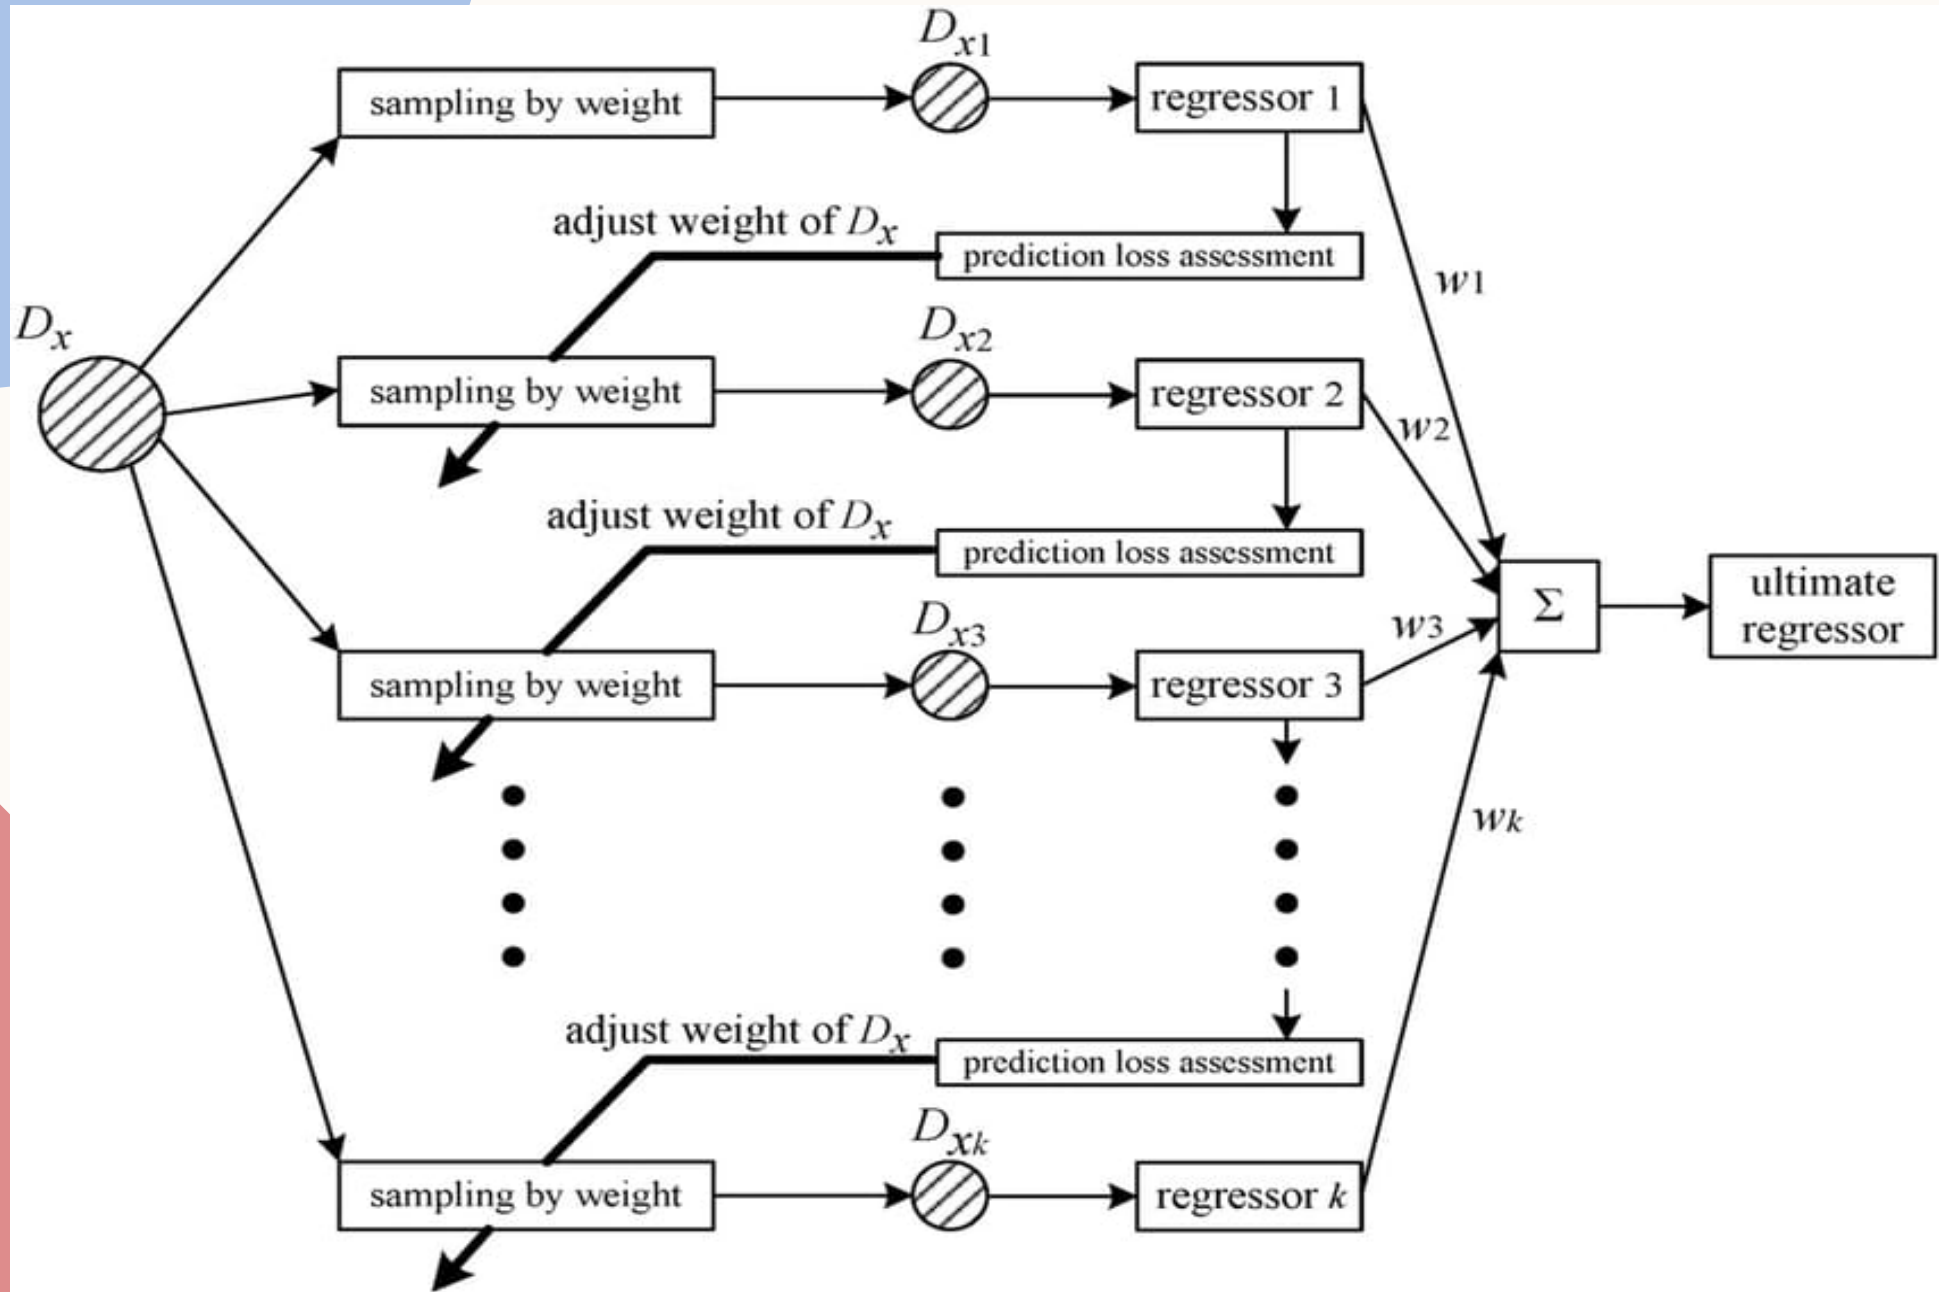 Dx1
sampling by weight
regressor 1
adjust weight of Dx
prediction loss assessment
w1
Dx
Dx2
sampling by weight
regressor 2
w2
adjust weight of Dx
prediction loss assessment
Σ
ultimate
regressor
Dx3
w3
sampling by weight
regressor 3
wk
adjust weight of Dx
prediction loss assessment
Dxk
sampling by weight
regressor k